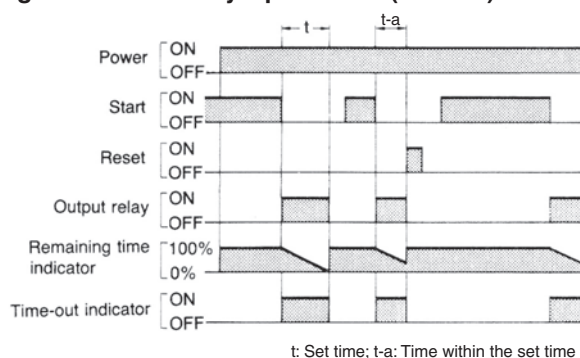 t
t-a
Power
ON
OFF
Start
ON
OFF
Reset
ON
OFF
Output relay
ON
OFF
Remaining time
indicator
100%
0%
Time-out indicator
ON
OFF
t: Set time; t-a: Time within the set time